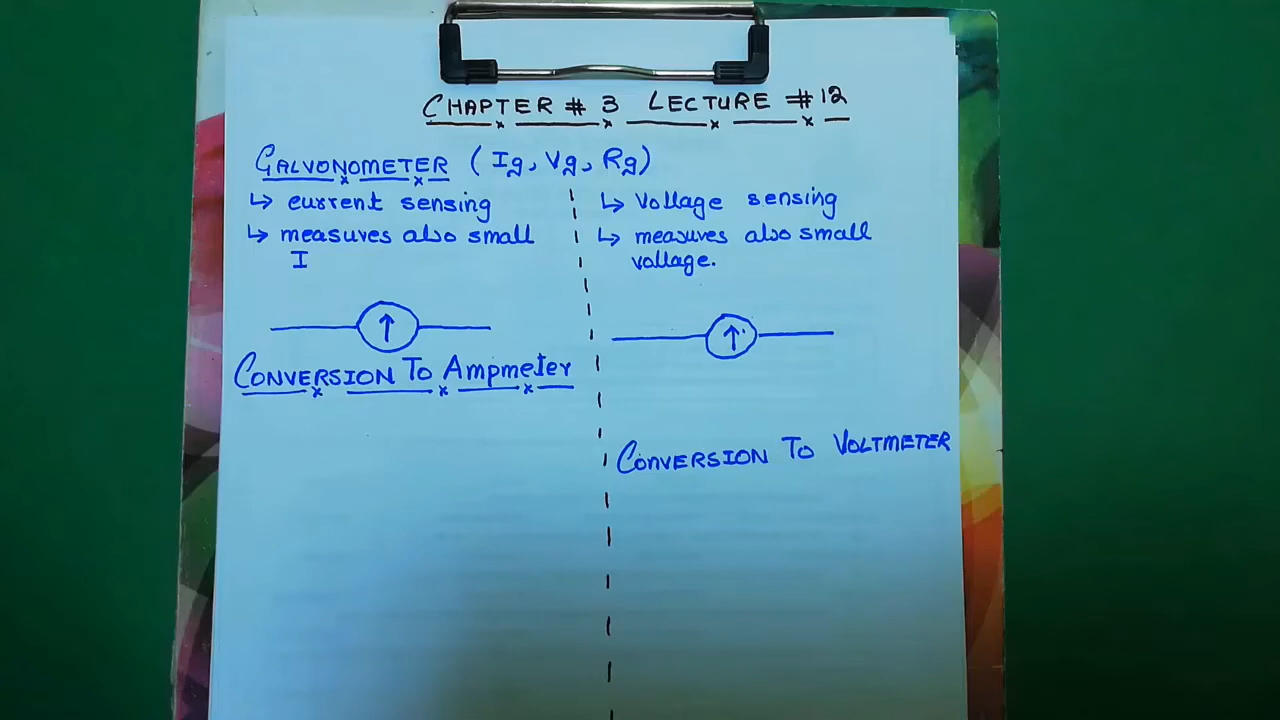 CHAPTER # 3 LECTURE #12
GALVONOMETER (Ig, Vg, Rg)
↳ current sensing
↳ measures also small
I
CONVERSION TO Ampmeter
↳ Voltage sensing
↳ measures also small
voltage.
CONVERSION TO VOLTMETER